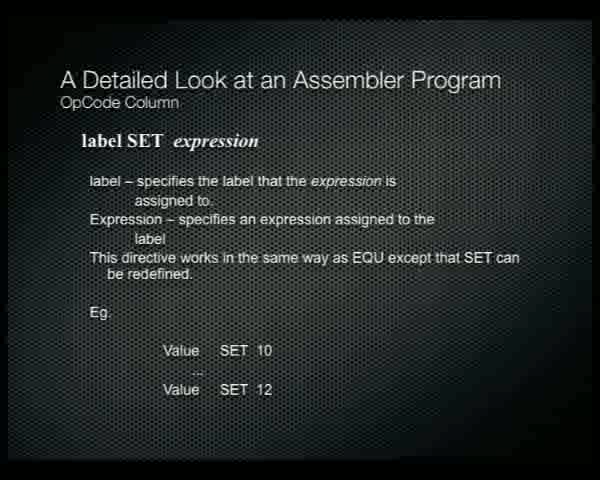 A Detailed Look at an Assembler Program
OpCode Column
label SET expression
label – specifies the label that the expression is
assigned to.
Expression – specifies an expression assigned to the
label
This directive works in the same way as EQU except that SET can
be redefined.
Eg.
Value SET 10
...
Value SET 12